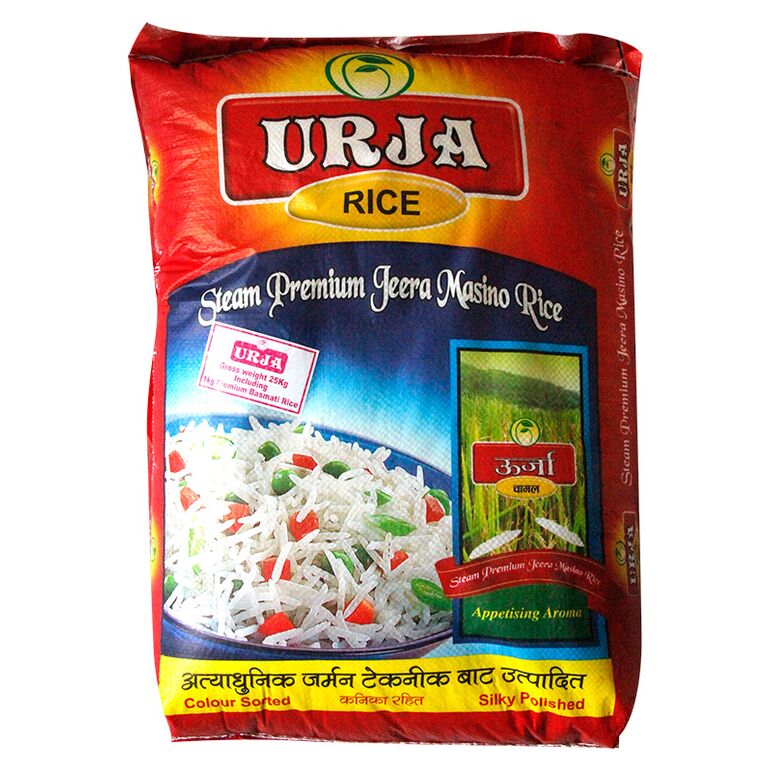 URJA
RICE
Steam Premium Jeera Masino Rice
URJA
Gross weight 25Kg
Including
1kg Premium Basmati Rice
ऊर्जा
चामल
Steam Premium Jeera Masino Rice
Appetising Aroma
अत्याधुनिक जर्मन टेकनीक बाट उत्पादित
Colour Sorted कनिका रहित Silky Polished
URJA
RICE
Steam Premium Jeera Masino Rice
URJA